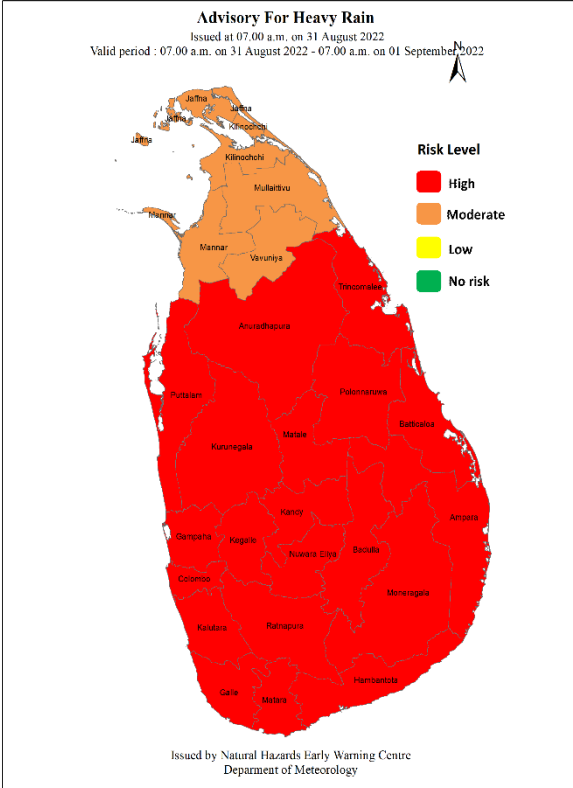 Advisory For Heavy Rain
Issued at 07.00 a.m. on 31 August 2022
Valid period : 07.00 a.m. on 31 August 2022 - 07.00 a.m. on 01 September 2022
N
Jaffna
Jaffna
Jaffna
Kilinochchi
Jaffna
Kilinochchi
Risk Level
High
Mullaittivu
Moderate
Mannar
Mannar
Low
Vavuniya
No risk
Trincomalee
Anuradhapura
Polonnaruwa
Puttalam
Batticaloa
Matale
Kurunegala
Kandy
Ampara
Gampaha
Kegalle
Nuwara Eliya
Badulla
Colombo
Moneragala
Kalutara
Ratnapura
Hambantota
Galle
Matara
Issued by Natural Hazards Early Warning Centre
Deparment of Meteorology